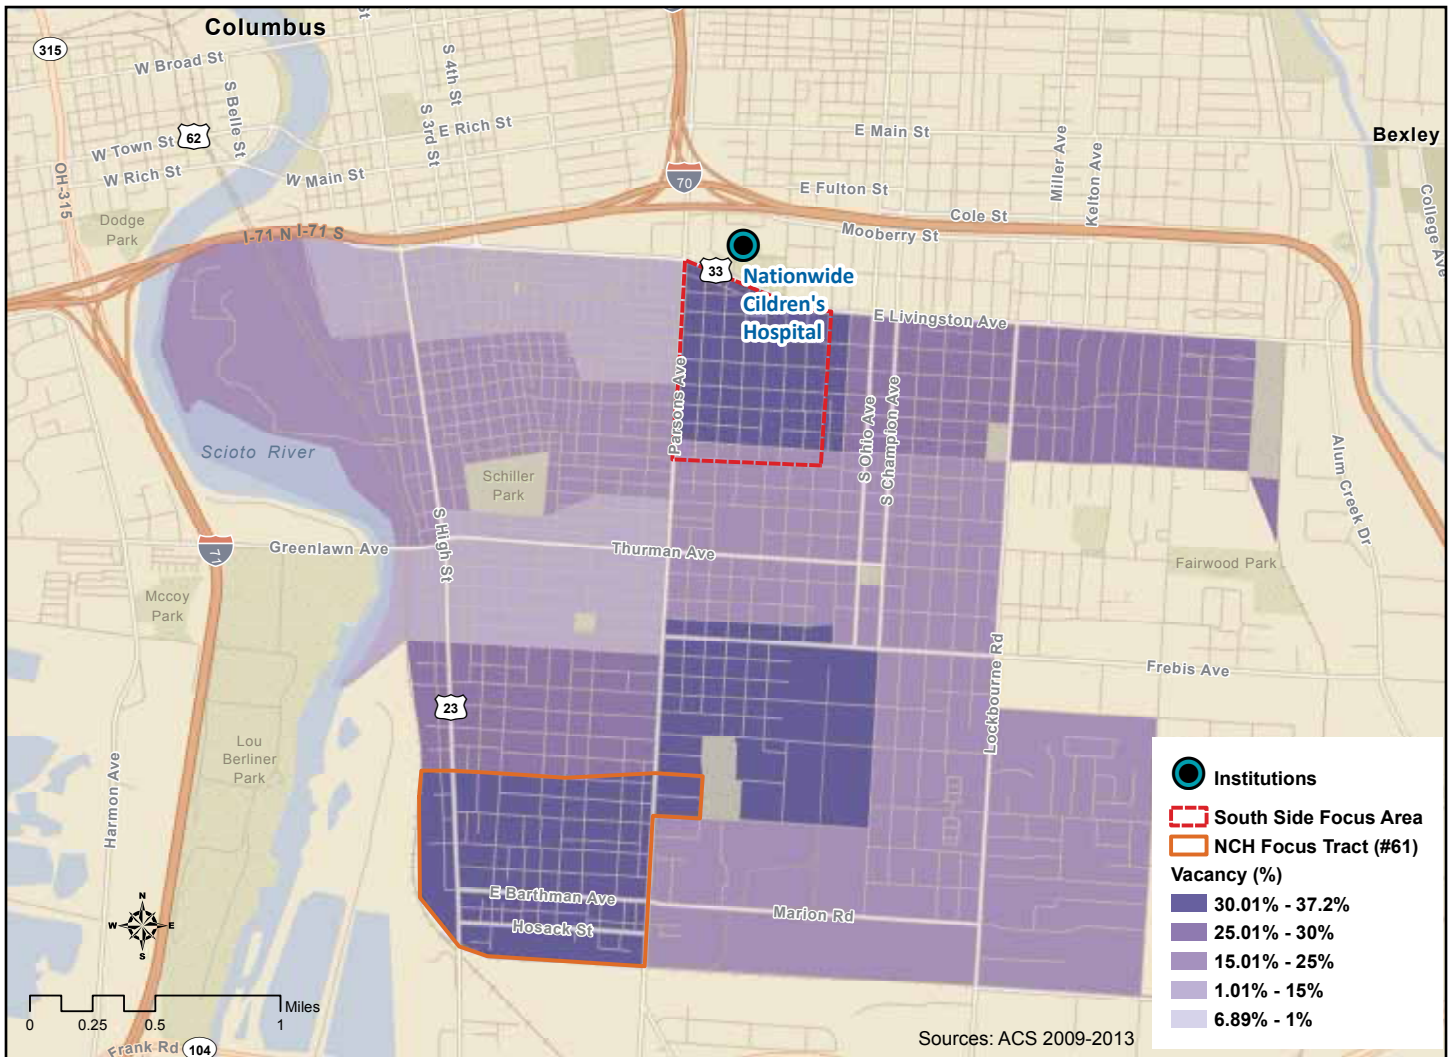 Columbus
315
W Broad St
S Belle St
S 4th St
S 3rd St
E Rich St
62
W Town St
W Rich St
W Main St
OH-315
Dodge
Park
I-71 N
I-71 S
70
E Main St
Bexley
Miller Ave
Kelton Ave
College Ave
E Fulton St
Cole St
Mooberry St
33
Nationwide
Cildren's
Hospital
E Livingston Ave
Parsons Ave
S Ohio Ave
S Champion Ave
Scioto River
Schiller
Park
S High St
Alum Creek Dr
71
Greenlawn Ave
Thurman Ave
Fairwood Park
Mccoy
Park
Lockbourne Rd
Frebis Ave
23
Lou
Berliner
Park
Harmon Ave
E Barthman Ave
Hosack St
Marion Rd
N
W
E
S
Miles
0
0.25
0.5
1
Frank Rd
104
Sources: ACS 2009-2013
Institutions
South Side Focus Area
NCH Focus Tract (#61)
Vacancy (%)
30.01% - 37.2%
25.01% - 30%
15.01% - 25%
1.01% - 15%
6.89% - 1%